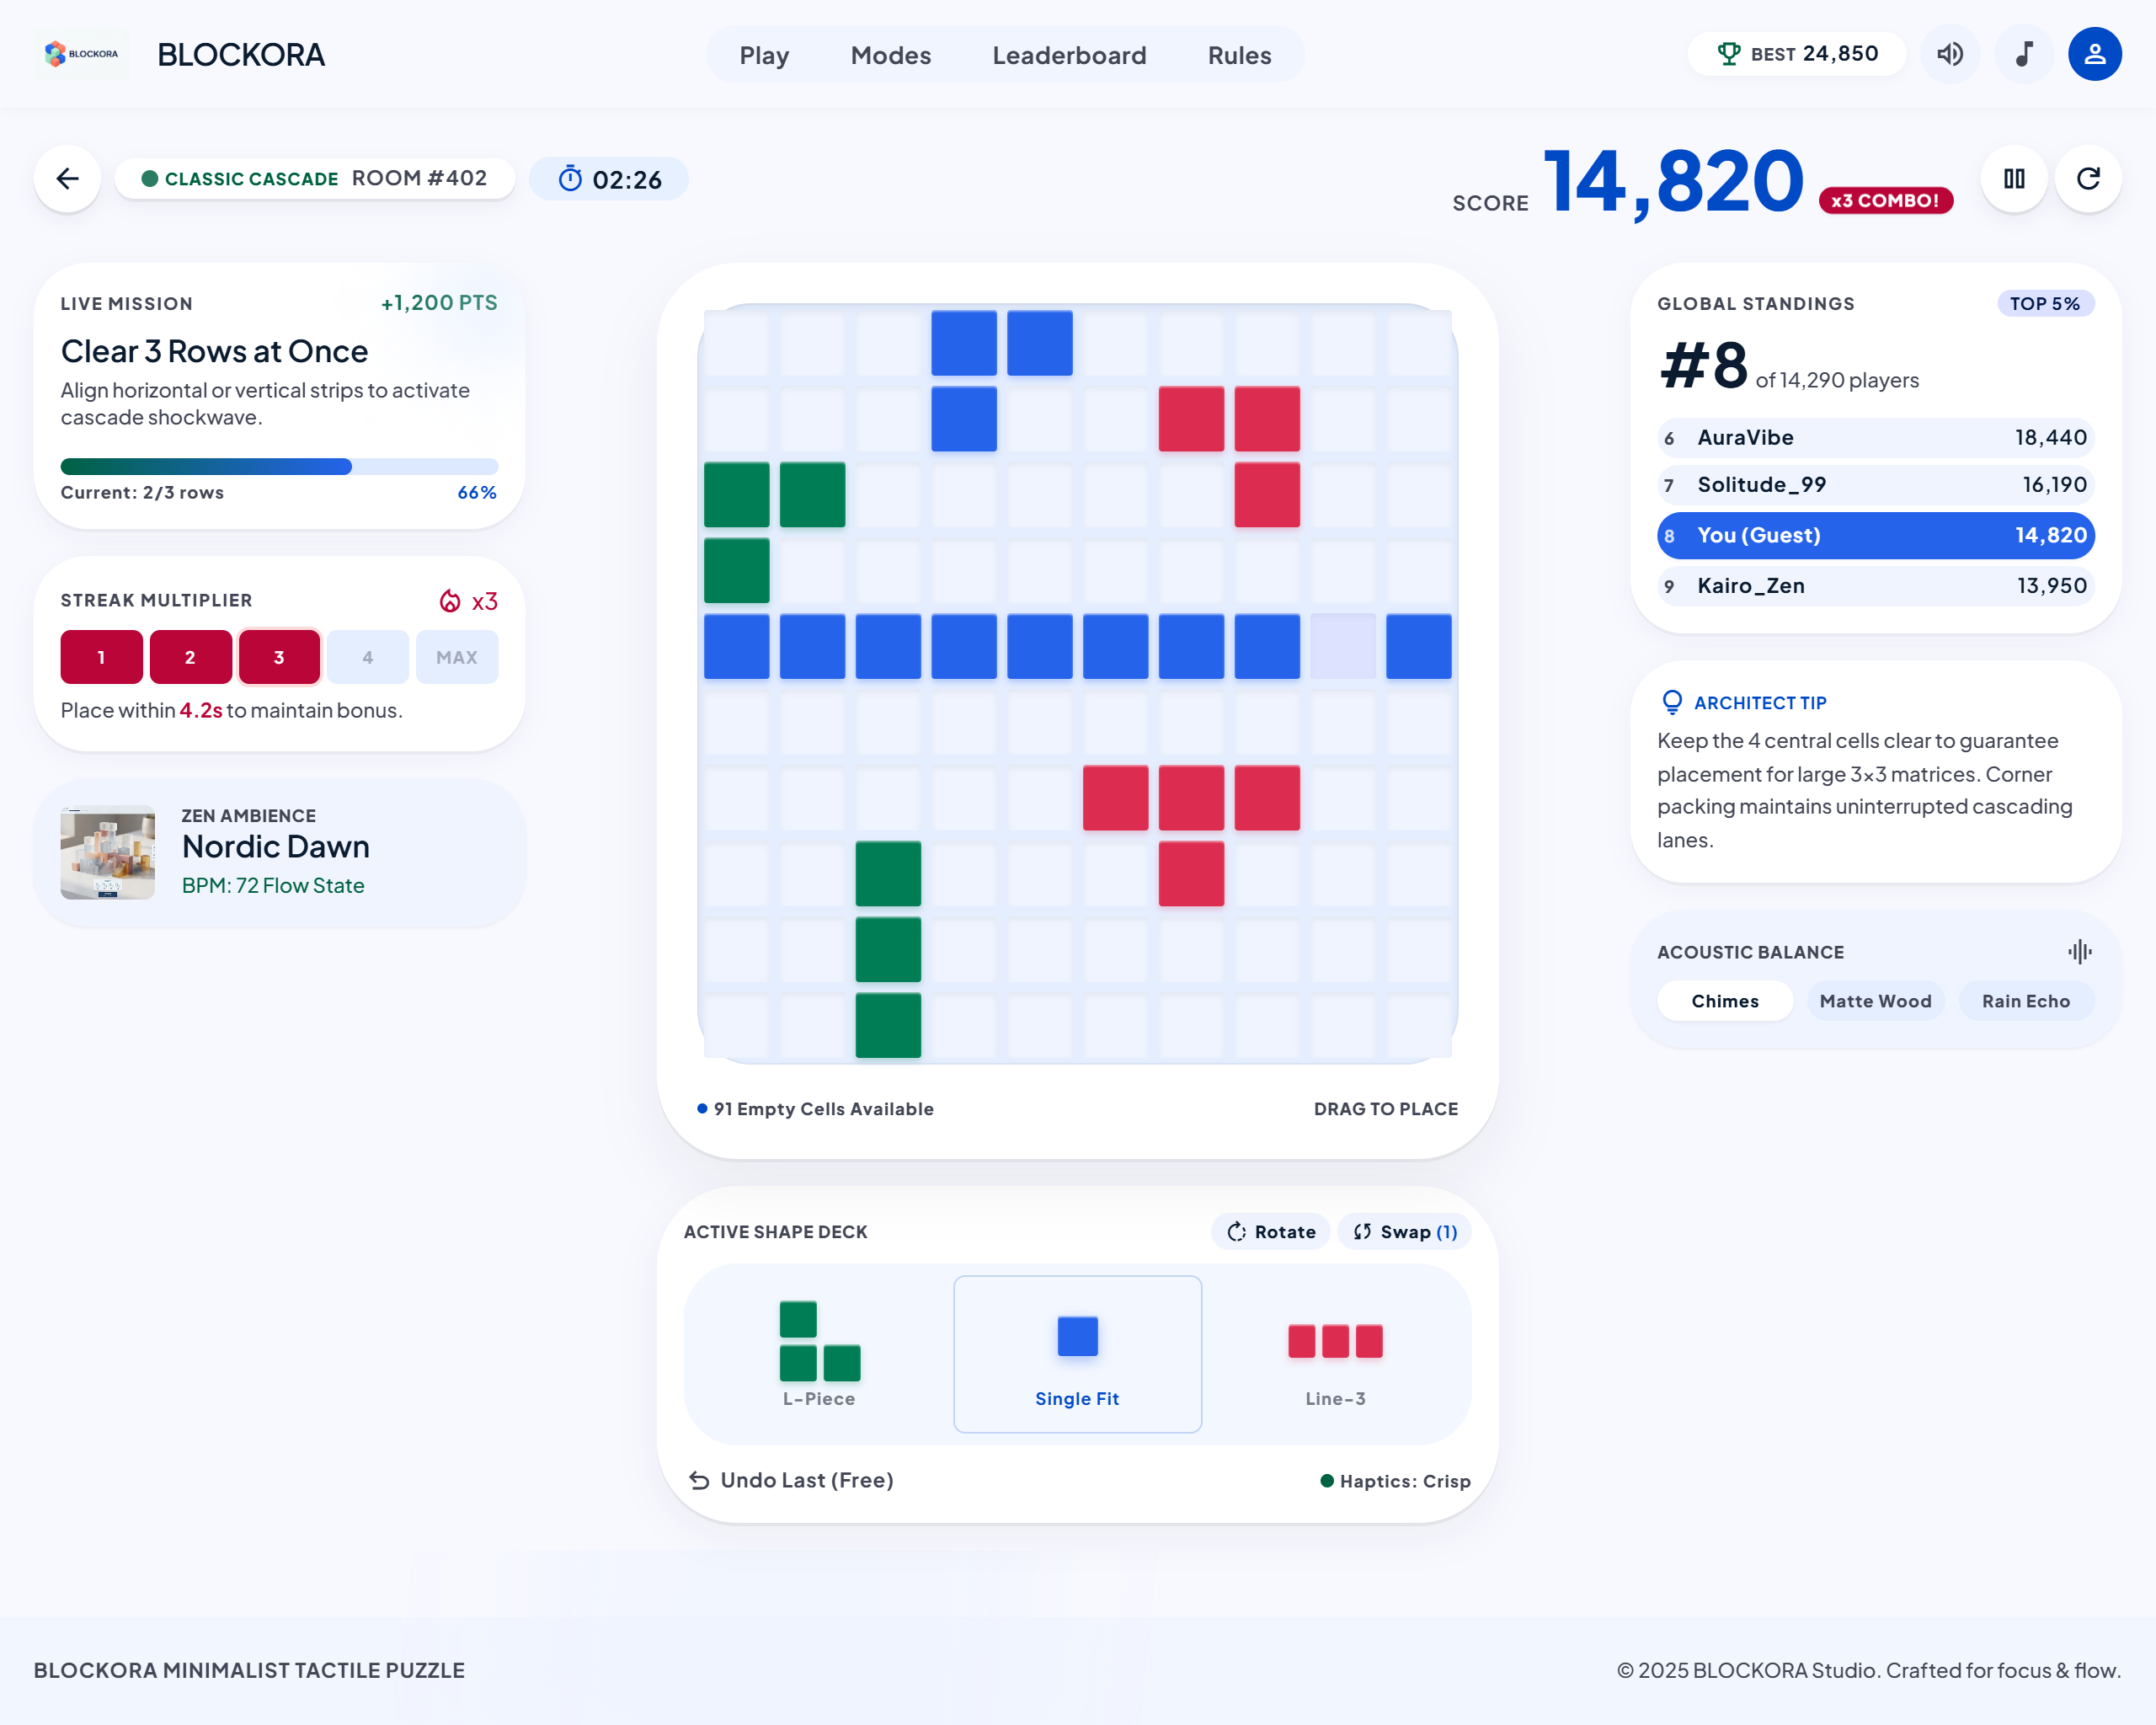 BLOCKORA
BLOCKORA
Play
Modes
Leaderboard
Rules
BEST 24,850
CLASSIC CASCADE ROOM #402
02:26
SCORE 14,820
x3 COMBO!
LIVE MISSION
+1,200 PTS
Clear 3 Rows at Once
Align horizontal or vertical strips to activate
cascade shockwave.
Current: 2/3 rows
66%
STREAK MULTIPLIER
x3
1
2
3
4
MAX
Place within 4.2s to maintain bonus.
ZEN AMBIENCE
Nordic Dawn
BPM: 72 Flow State
91 Empty Cells Available
DRAG TO PLACE
ACTIVE SHAPE DECK
Rotate
Swap (1)
L-Piece
Single Fit
Line-3
Undo Last (Free)
Haptics: Crisp
GLOBAL STANDINGS
TOP 5%
#8 of 14,290 players
6 AuraVibe 18,440
7 Solitude_99 16,190
8 You (Guest) 14,820
9 Kairo_Zen 13,950
ARCHITECT TIP
Keep the 4 central cells clear to guarantee
placement for large 3×3 matrices. Corner
packing maintains uninterrupted cascading
lanes.
ACOUSTIC BALANCE
Chimes
Matte Wood
Rain Echo
BLOCKORA MINIMALIST TACTILE PUZZLE
© 2025 BLOCKORA Studio. Crafted for focus & flow.